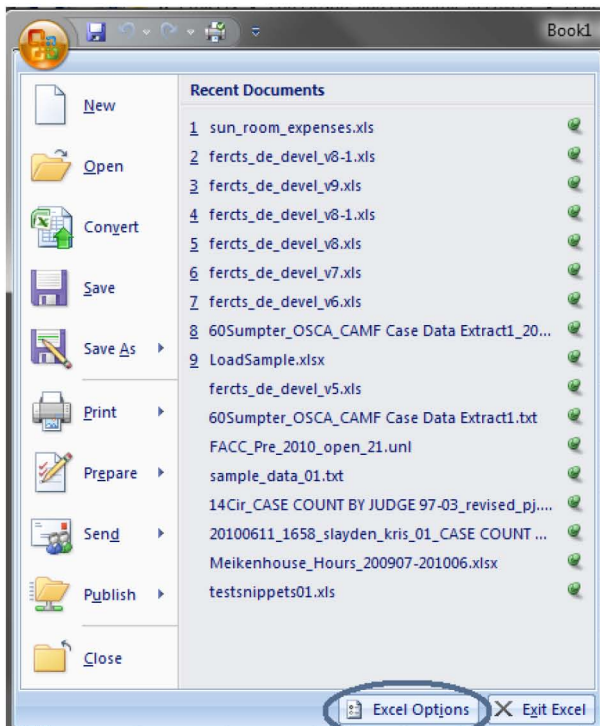 Book1
New
Open
Convert
Save
Save As
Print
Prepare
Send
Publish
Close
Recent Documents
1 sun_room_expenses.xls
2 fercts_de_devel_v8-1.xls
3 fercts_de_devel_v9.xls
4 fercts_de_devel_v8-1.xls
5 fercts_de_devel_v8.xls
6 fercts_de_devel_v7.xls
7 fercts_de_devel_v6.xls
8 60Sumpter_OSCA_CAMF Case Data Extract1_20...
9 LoadSample.xlsx
fercts_de_devel_v5.xls
60Sumpter_OSCA_CAMF Case Data Extract1.txt
FACC_Pre_2010_open_21.unl
sample_data_01.txt
14Cir_CASE COUNT BY JUDGE 97-03_revised_pj....
20100611_1658_slayden_kris_01_CASE COUNT ...
Meikenhouse_Hours_200907-201006.xlsx
testsnippets01.xls
Excel Options
Exit Excel